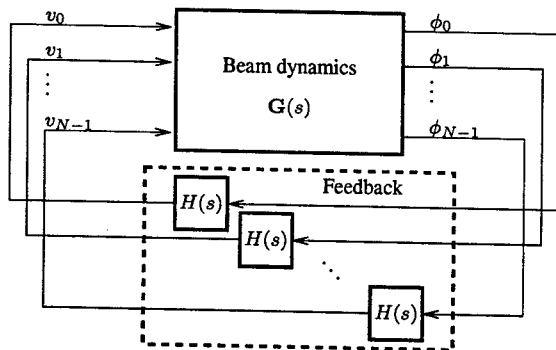 v_0
φ_0
v_1
φ_1
⋮
Beam dynamics
⋮
G(s)
v_{N−1}
φ_{N−1}
Feedback
H(s)
H(s)
⋱
H(s)